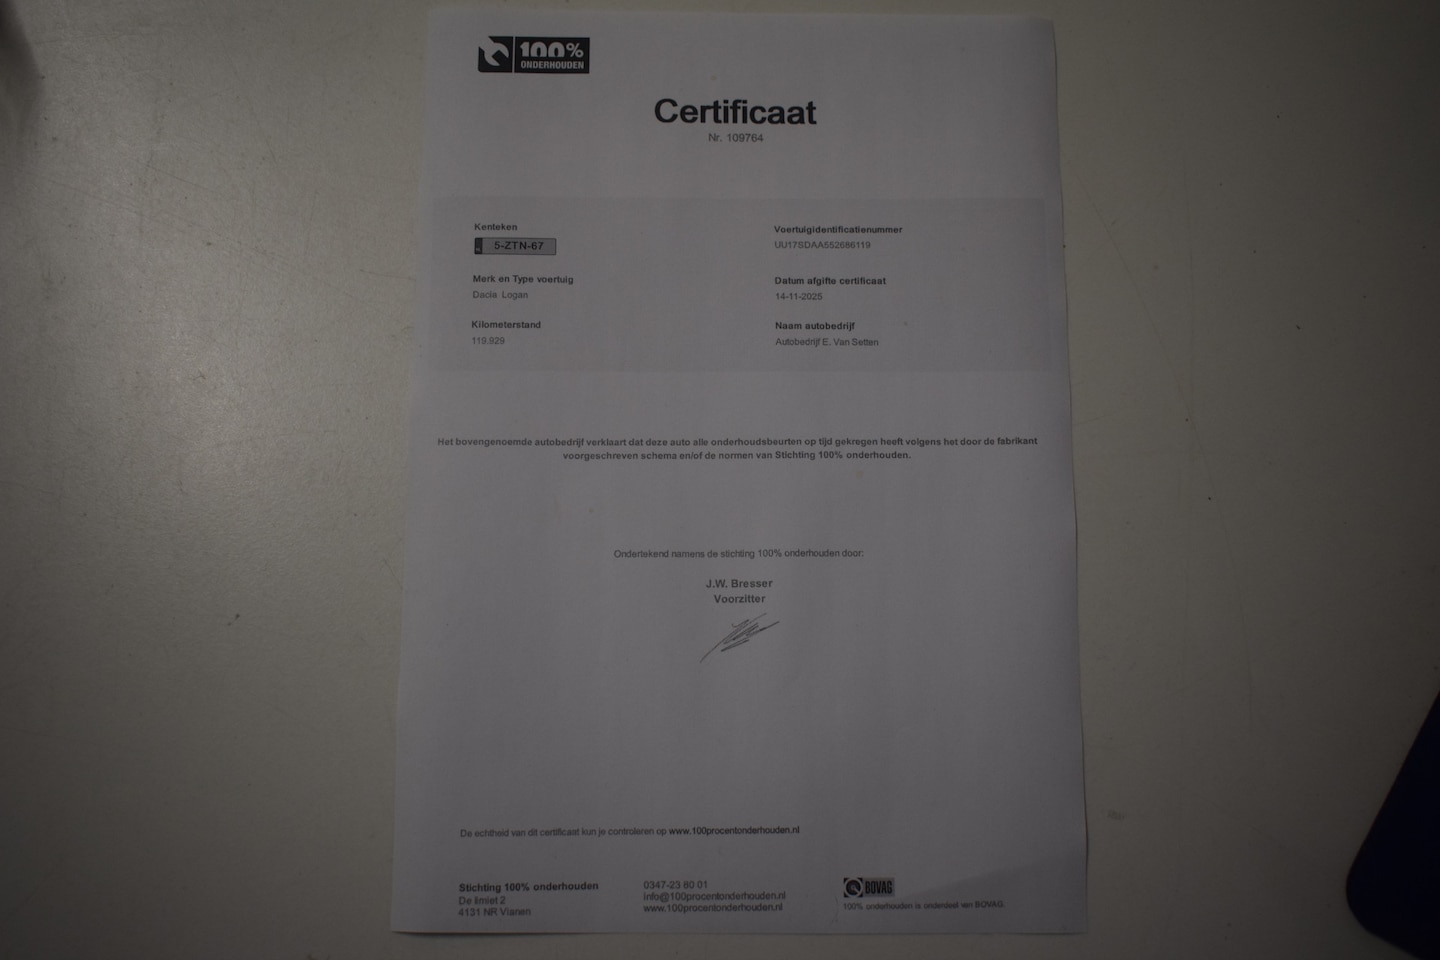 100%
ONDERHOUDEN
Certificaat
Nr. 109764
Kenteken
5-ZTN-67
Voertuigidentificatienummer
UU17SDAA552686119
Merk en Type voertuig
Dacia Logan
Datum afgifte certificaat
14-11-2025
Kilometerstand
119.929
Naam autobedrijf
Autobedrijf E. Van Setten
Het bovengenoemde autobedrijf verklaart dat deze auto alle onderhoudsbeurten op tijd gekregen heeft volgens het door de fabrikant
voorgeschreven schema en/of de normen van Stichting 100% onderhouden.
Ondertekend namens de stichting 100% onderhouden door:
J.W. Bresser
Voorzitter
De echtheid van dit certificaat kun je controleren op www.100procentonderhouden.nl
Stichting 100% onderhouden
De limiet 2
4131 NR Vianen
0347-23 80 01
info@100procentonderhouden.nl
www.100procentonderhouden.nl
BOVAG
100% onderhouden is onderdeel van BOVAG.